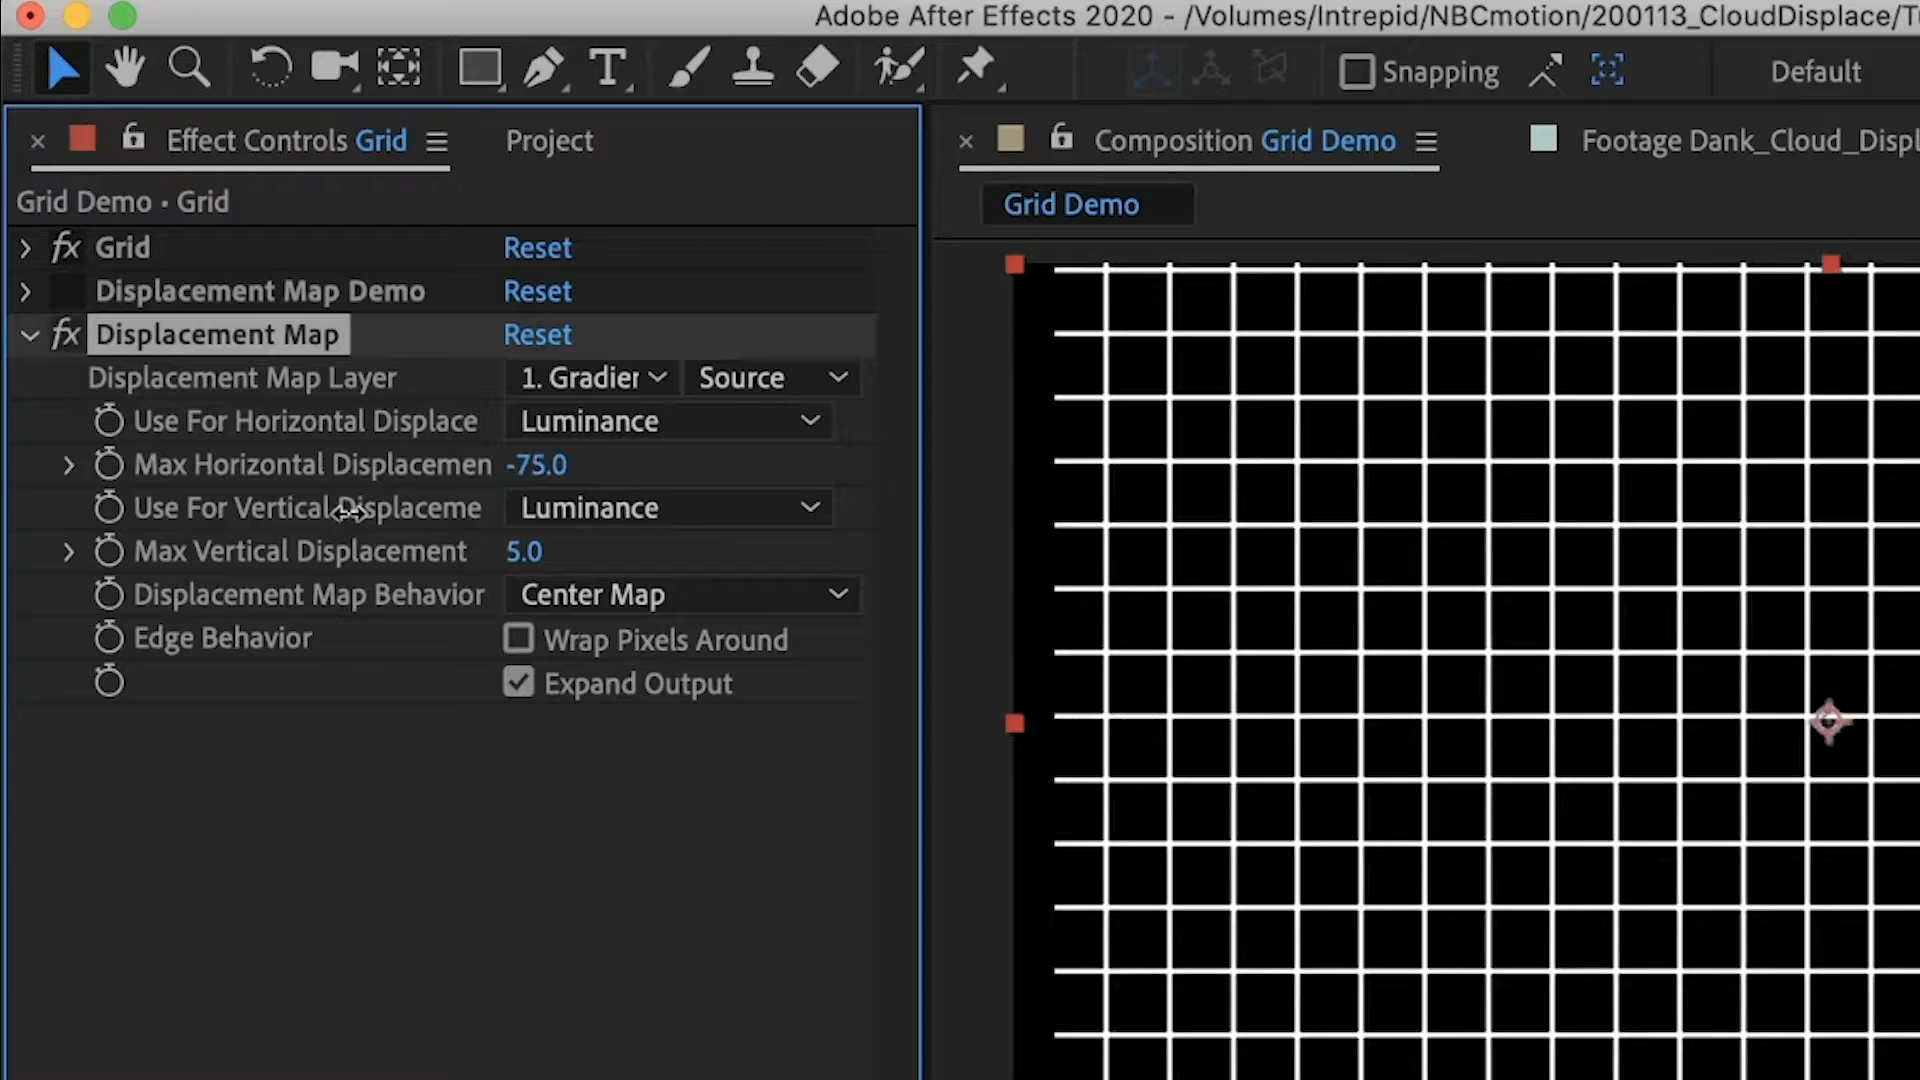 Adobe After Effects 2020 - /Volumes/Intrepid/NBCmotion/200113_CloudDisplace/T
Snapping
Default
Effect Controls Grid
Project
Composition Grid Demo
Footage Dank_Cloud_Displ
Grid Demo • Grid
Grid Demo
fx Grid Reset
Displacement Map Demo Reset
fx Displacement Map Reset
Displacement Map Layer 1. Gradier Source
Use For Horizontal Displace Luminance
Max Horizontal Displacemen -75.0
Use For Vertical Displaceme Luminance
Max Vertical Displacement 5.0
Displacement Map Behavior Center Map
Edge Behavior Wrap Pixels Around
Expand Output